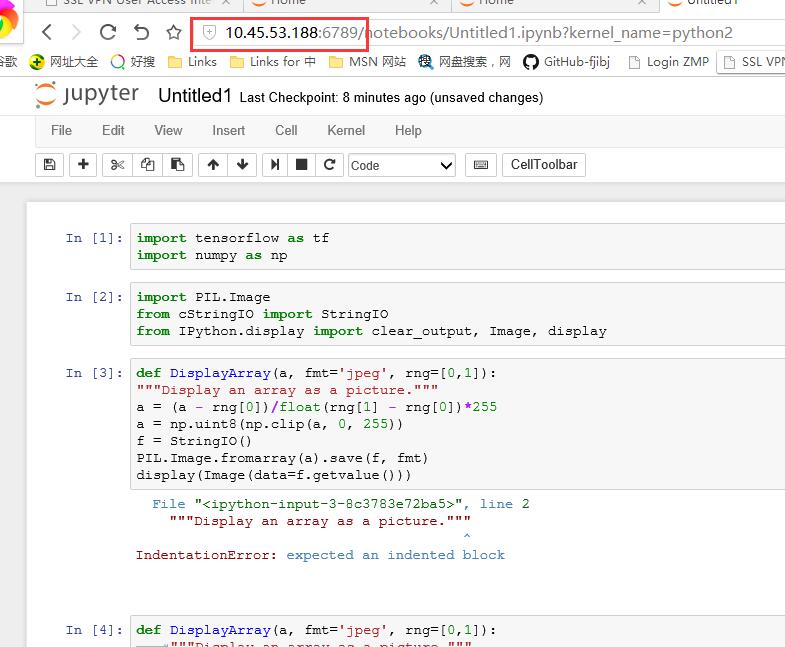 SSL VPN User Access Inte
Home
Home
Untitled1
10.45.53.188:6789/notebooks/Untitled1.ipynb?kernel_name=python2
谷歌 网址大全 好搜 Links Links for 中 MSN 网站 网盘搜索，网 GitHub-fjibj Login ZMP SSL VPN
jupyter Untitled1 Last Checkpoint: 8 minutes ago (unsaved changes)
File Edit View Insert Cell Kernel Help
Code CellToolbar
In [1]: import tensorflow as tf
import numpy as np
In [2]: import PIL.Image
from cStringIO import StringIO
from IPython.display import clear_output, Image, display
In [3]: def DisplayArray(a, fmt='jpeg', rng=[0,1]):
"""Display an array as a picture."""
a = (a - rng[0])/float(rng[1] - rng[0])*255
a = np.uint8(np.clip(a, 0, 255))
f = StringIO()
PIL.Image.fromarray(a).save(f, fmt)
display(Image(data=f.getvalue()))
File "<ipython-input-3-8c3783e72ba5>", line 2
"""Display an array as a picture."""
^
IndentationError: expected an indented block
In [4]: def DisplayArray(a, fmt='jpeg', rng=[0,1]):
"""Display an array as a picture."""